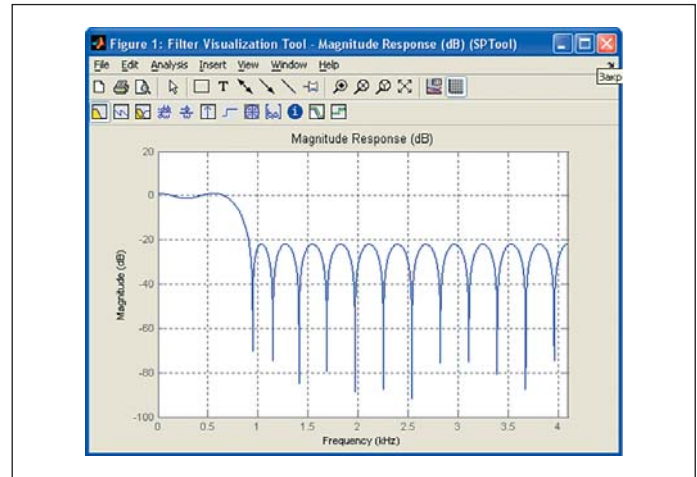 Figure 1: Filter Visualization Tool - Magnitude Response (dB) (SPTool)
File Edit Analysis Insert View Window Help
Закр
Magnitude Response (dB)
Magnitude (dB)
20
0
-20
-40
-60
-80
-100
0 0.5 1 1.5 2 2.5 3 3.5 4
Frequency (kHz)